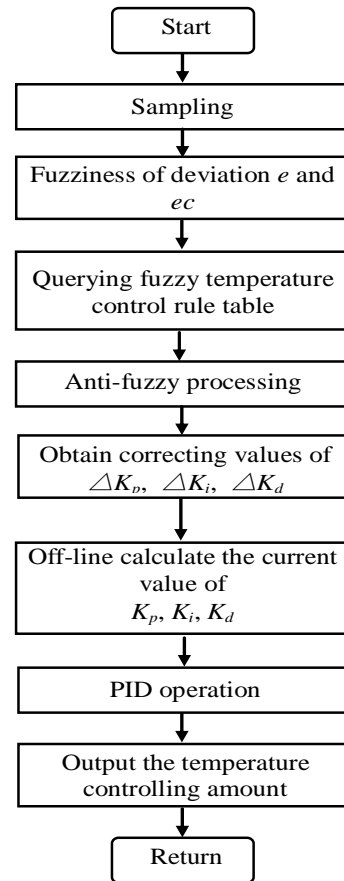 Start
Sampling
Fuzziness of deviation e and
ec
Querying fuzzy temperature
control rule table
Anti-fuzzy processing
Obtain correcting values of
△Kp, △Ki, △Kd
Off-line calculate the current
value of
Kp, Ki, Kd
PID operation
Output the temperature
controlling amount
Return